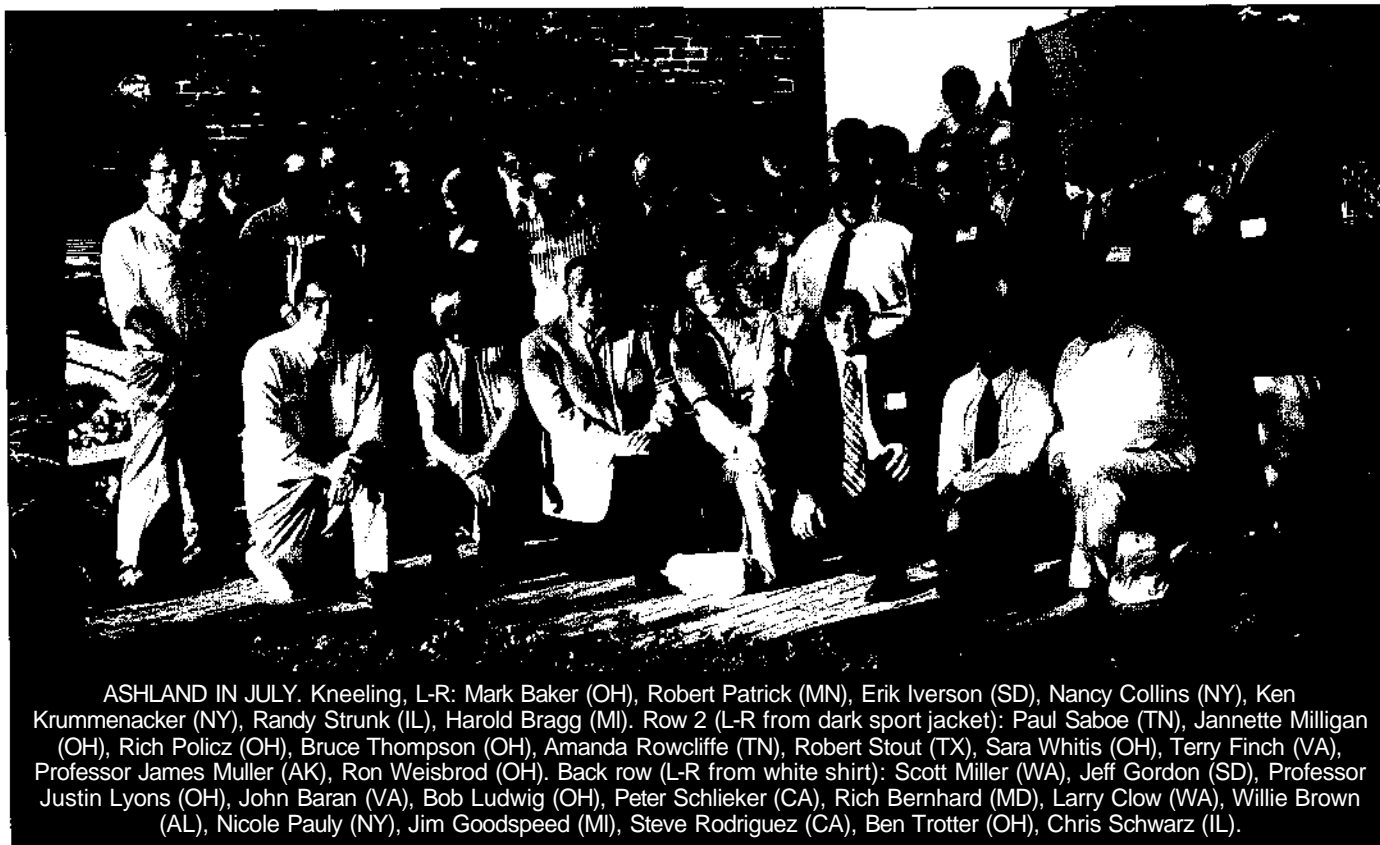 ASHLAND IN JULY. Kneeling, L-R: Mark Baker (OH), Robert Patrick (MN), Erik Iverson (SD), Nancy Collins (NY), Ken
Krummenacker (NY), Randy Strunk (IL), Harold Bragg (MI). Row 2 (L-R from dark sport jacket): Paul Saboe (TN), Jannette Milligan
(OH), Rich Policz (OH), Bruce Thompson (OH), Amanda Rowcliffe (TN), Robert Stout (TX), Sara Whitis (OH), Terry Finch (VA),
Professor James Muller (AK), Ron Weisbrod (OH). Back row (L-R from white shirt): Scott Miller (WA), Jeff Gordon (SD), Professor
Justin Lyons (OH), John Baran (VA), Bob Ludwig (OH), Peter Schlieker (CA), Rich Bernhard (MD), Larry Clow (WA), Willie Brown
(AL), Nicole Pauly (NY), Jim Goodspeed (MI), Steve Rodriguez (CA), Ben Trotter (OH), Chris Schwarz (IL).